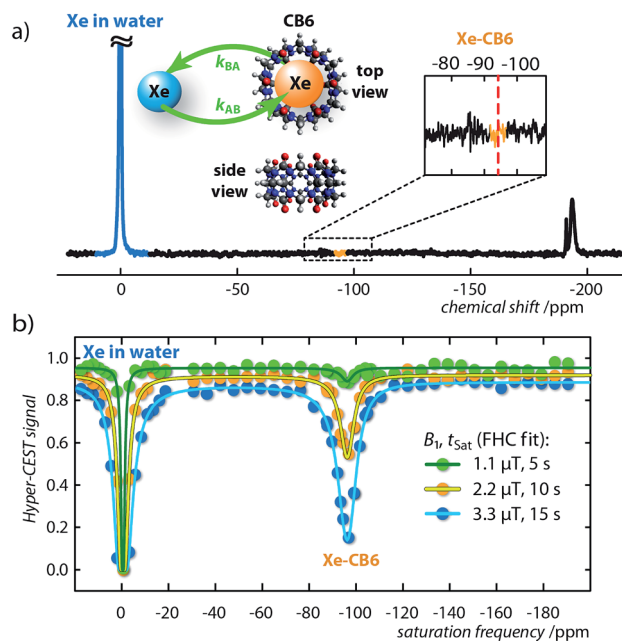 a)
Xe in water
CB6
k_BA
Xe
Xe
k_AB
top
view
side
view
Xe-CB6
-80 -90 -100
0 -50 -100 -150 -200
chemical shift /ppm
b)
Xe in water
1.0
0.8
0.6
0.4
0.2
0.0
Hyper-CEST signal
B₁, t_Sat (FHC fit):
1.1 μT, 5 s
2.2 μT, 10 s
3.3 μT, 15 s
Xe-CB6
0 -20 -40 -60 -80 -100 -120 -140 -160 -180
saturation frequency /ppm